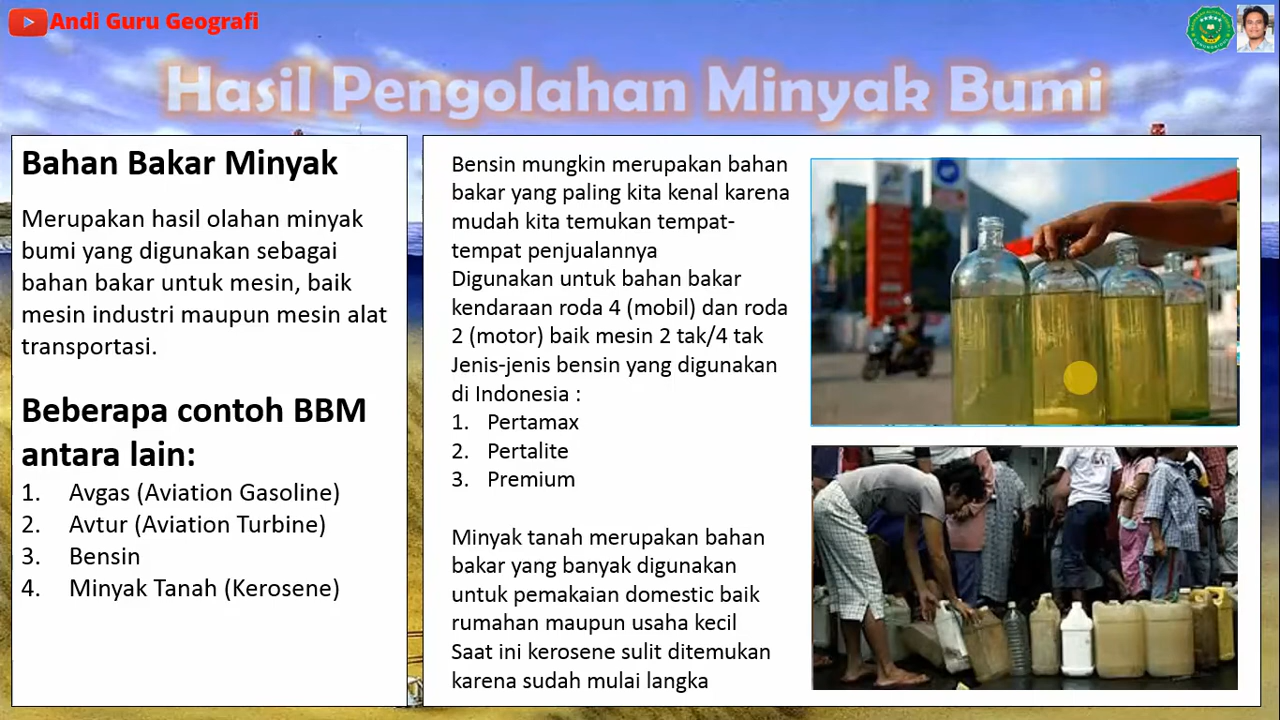 Andi Guru Geografi
Hasil Pengolahan Minyak Bumi
Bahan Bakar Minyak
Merupakan hasil olahan minyak
bumi yang digunakan sebagai
bahan bakar untuk mesin, baik
mesin industri maupun mesin alat
transportasi.
Beberapa contoh BBM
antara lain:
1. Avgas (Aviation Gasoline)
2. Avtur (Aviation Turbine)
3. Bensin
4. Minyak Tanah (Kerosene)
Bensin mungkin merupakan bahan
bakar yang paling kita kenal karena
mudah kita temukan tempat-
tempat penjualannya
Digunakan untuk bahan bakar
kendaraan roda 4 (mobil) dan roda
2 (motor) baik mesin 2 tak/4 tak
Jenis-jenis bensin yang digunakan
di Indonesia :
1. Pertamax
2. Pertalite
3. Premium
Minyak tanah merupakan bahan
bakar yang banyak digunakan
untuk pemakaian domestic baik
rumahan maupun usaha kecil
Saat ini kerosene sulit ditemukan
karena sudah mulai langka